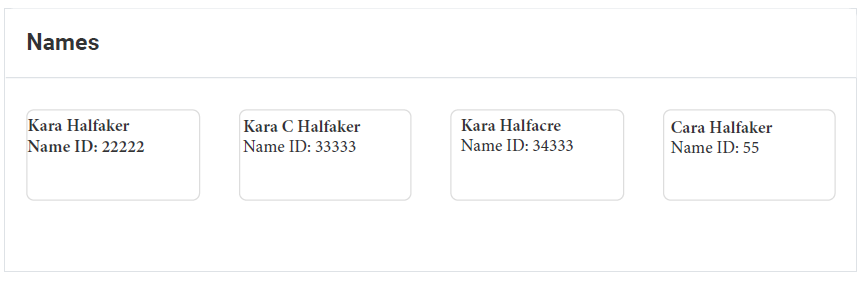 Names
Kara Halfaker
Name ID: 22222
Kara C Halfaker
Name ID: 33333
Kara Halfacre
Name ID: 34333
Cara Halfaker
Name ID: 55